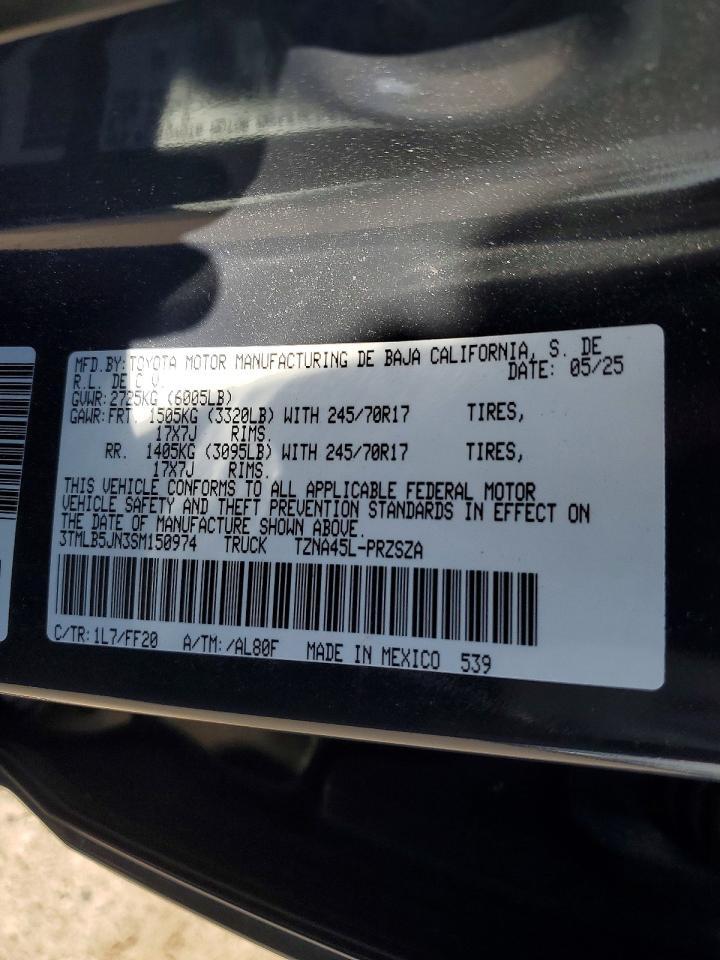 MFD.BY:TOYOTA MOTOR MANUFACTURING DE BAJA CALIFORNIA, S. DE
R.L. DE C.V. DATE: 05/25
GVWR:2725KG (6005LB)
GAWR:FRT. 1505KG (3320LB) WITH 245/70R17 TIRES,
17X7J RIMS.
RR. 1405KG (3095LB) WITH 245/70R17 TIRES,
17X7J RIMS.
THIS VEHICLE CONFORMS TO ALL APPLICABLE FEDERAL MOTOR
VEHICLE SAFETY AND THEFT PREVENTION STANDARDS IN EFFECT ON
THE DATE OF MANUFACTURE SHOWN ABOVE.
3TMLB5JN3SM150974 TRUCK TZNA45L-PRZSZA
C/TR:1L7/FF20 A/TM:/AL80F MADE IN MEXICO 539